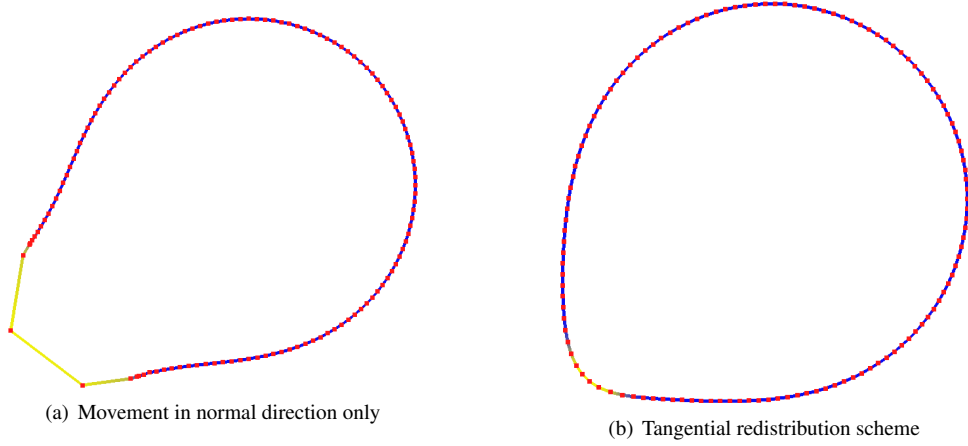 (a) Movement in normal direction only
(b) Tangential redistribution scheme